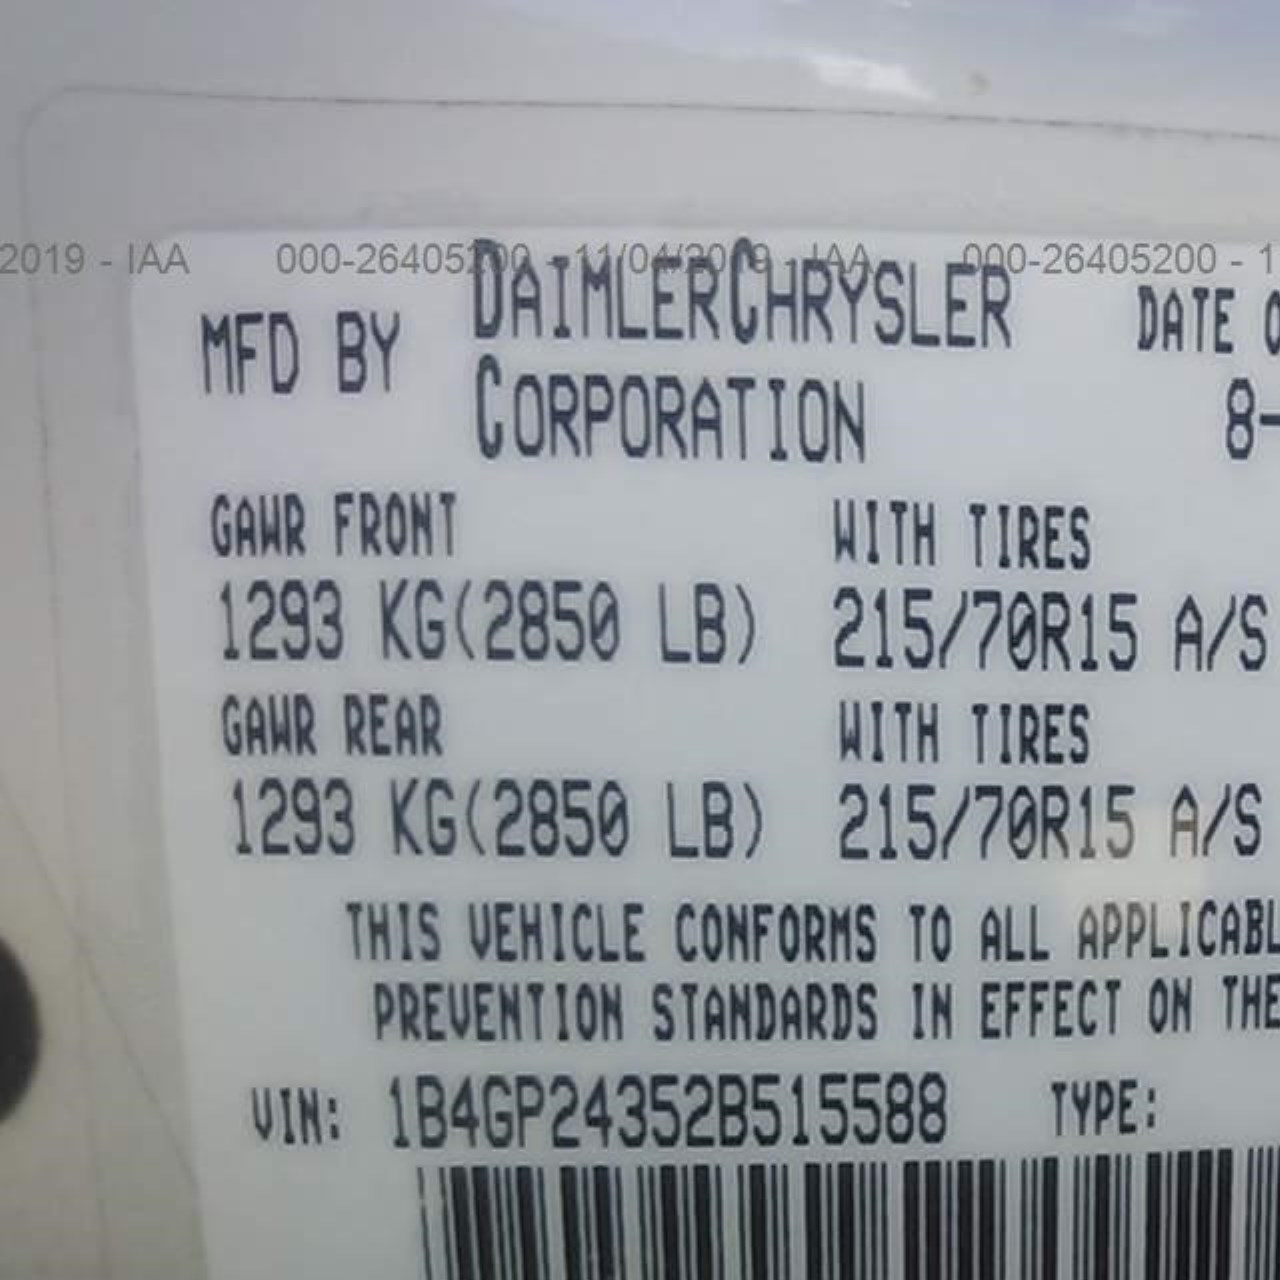 2019 - IAA 000-26405200 - 11/04/2019 - IAA 000-26405200 - 1
MFD BY DAIMLERCHRYSLER CORPORATION
DATE O
8-
GAWR FRONT WITH TIRES
1293 KG(2850 LB) 215/70R15 A/S
GAWR REAR WITH TIRES
1293 KG(2850 LB) 215/70R15 A/S
THIS VEHICLE CONFORMS TO ALL APPLICABL
PREVENTION STANDARDS IN EFFECT ON THE
VIN: 1B4GP24352B515588 TYPE: